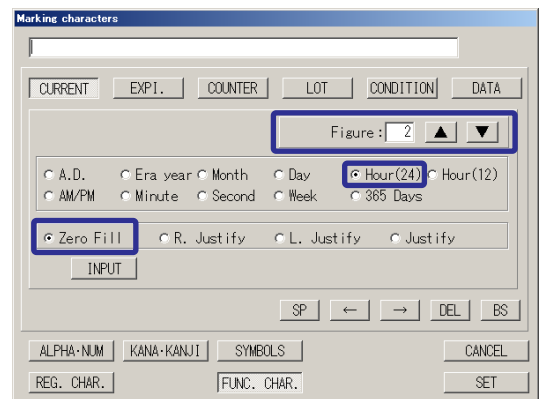 Marking characters
CURRENT EXPI. COUNTER LOT CONDITION DATA
Figure: 2 ▲ ▼
A.D. Era year Month Day Hour(24) Hour(12)
AM/PM Minute Second Week 365 Days
Zero Fill R. Justify L. Justify Justify
INPUT
SP ← → DEL BS
ALPHA･NUM KANA･KANJI SYMBOLS CANCEL
REG. CHAR. FUNC. CHAR. SET